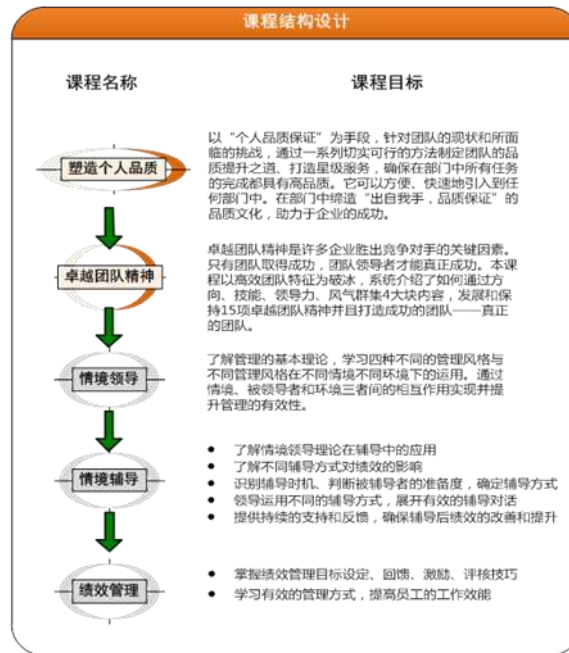 课程结构设计
课程名称
课程目标
塑造个人品质
以“个人品质保证”为手段，针对团队的现状和所面
临的挑战，通过一系列切实可行的方法制定团队的品
质提升之道、打造星级服务，确保在部门中所有任务
的完成都具有高品质。它可以方便、快速地引入到任
何部门中。在部门中缔造“出自我手，品质保证”的
品质文化，助力于企业的成功。
卓越团队精神
卓越团队精神是许多企业胜出竞争对手的关键因素。
只有团队取得成功，团队领导者才能真正成功。本课
程以高效团队特征为破冰，系统介绍了如何通过方
向、技能、领导力、风气群集4大块内容，发展和保
持15项卓越团队精神并且打造成功的团队——真正
的团队。
情境领导
了解管理的基本理论，学习四种不同的管理风格与
不同管理风格在不同情境不同环境下的运用。通过
情境、被领导者和环境三者间的相互作用实现并提
升管理的有效性。
情境辅导
• 了解情境领导理论在辅导中的应用
• 了解不同辅导方式对绩效的影响
• 识别辅导时机、判断被辅导者的准备度，确定辅导方式
• 领导运用不同的辅导方式，展开有效的辅导对话
• 提供持续的支持和反馈，确保辅导后绩效的改善和提升
绩效管理
• 掌握绩效管理目标设定、回馈、激励、评核技巧
• 学习有效的管理方式，提高员工的工作效能